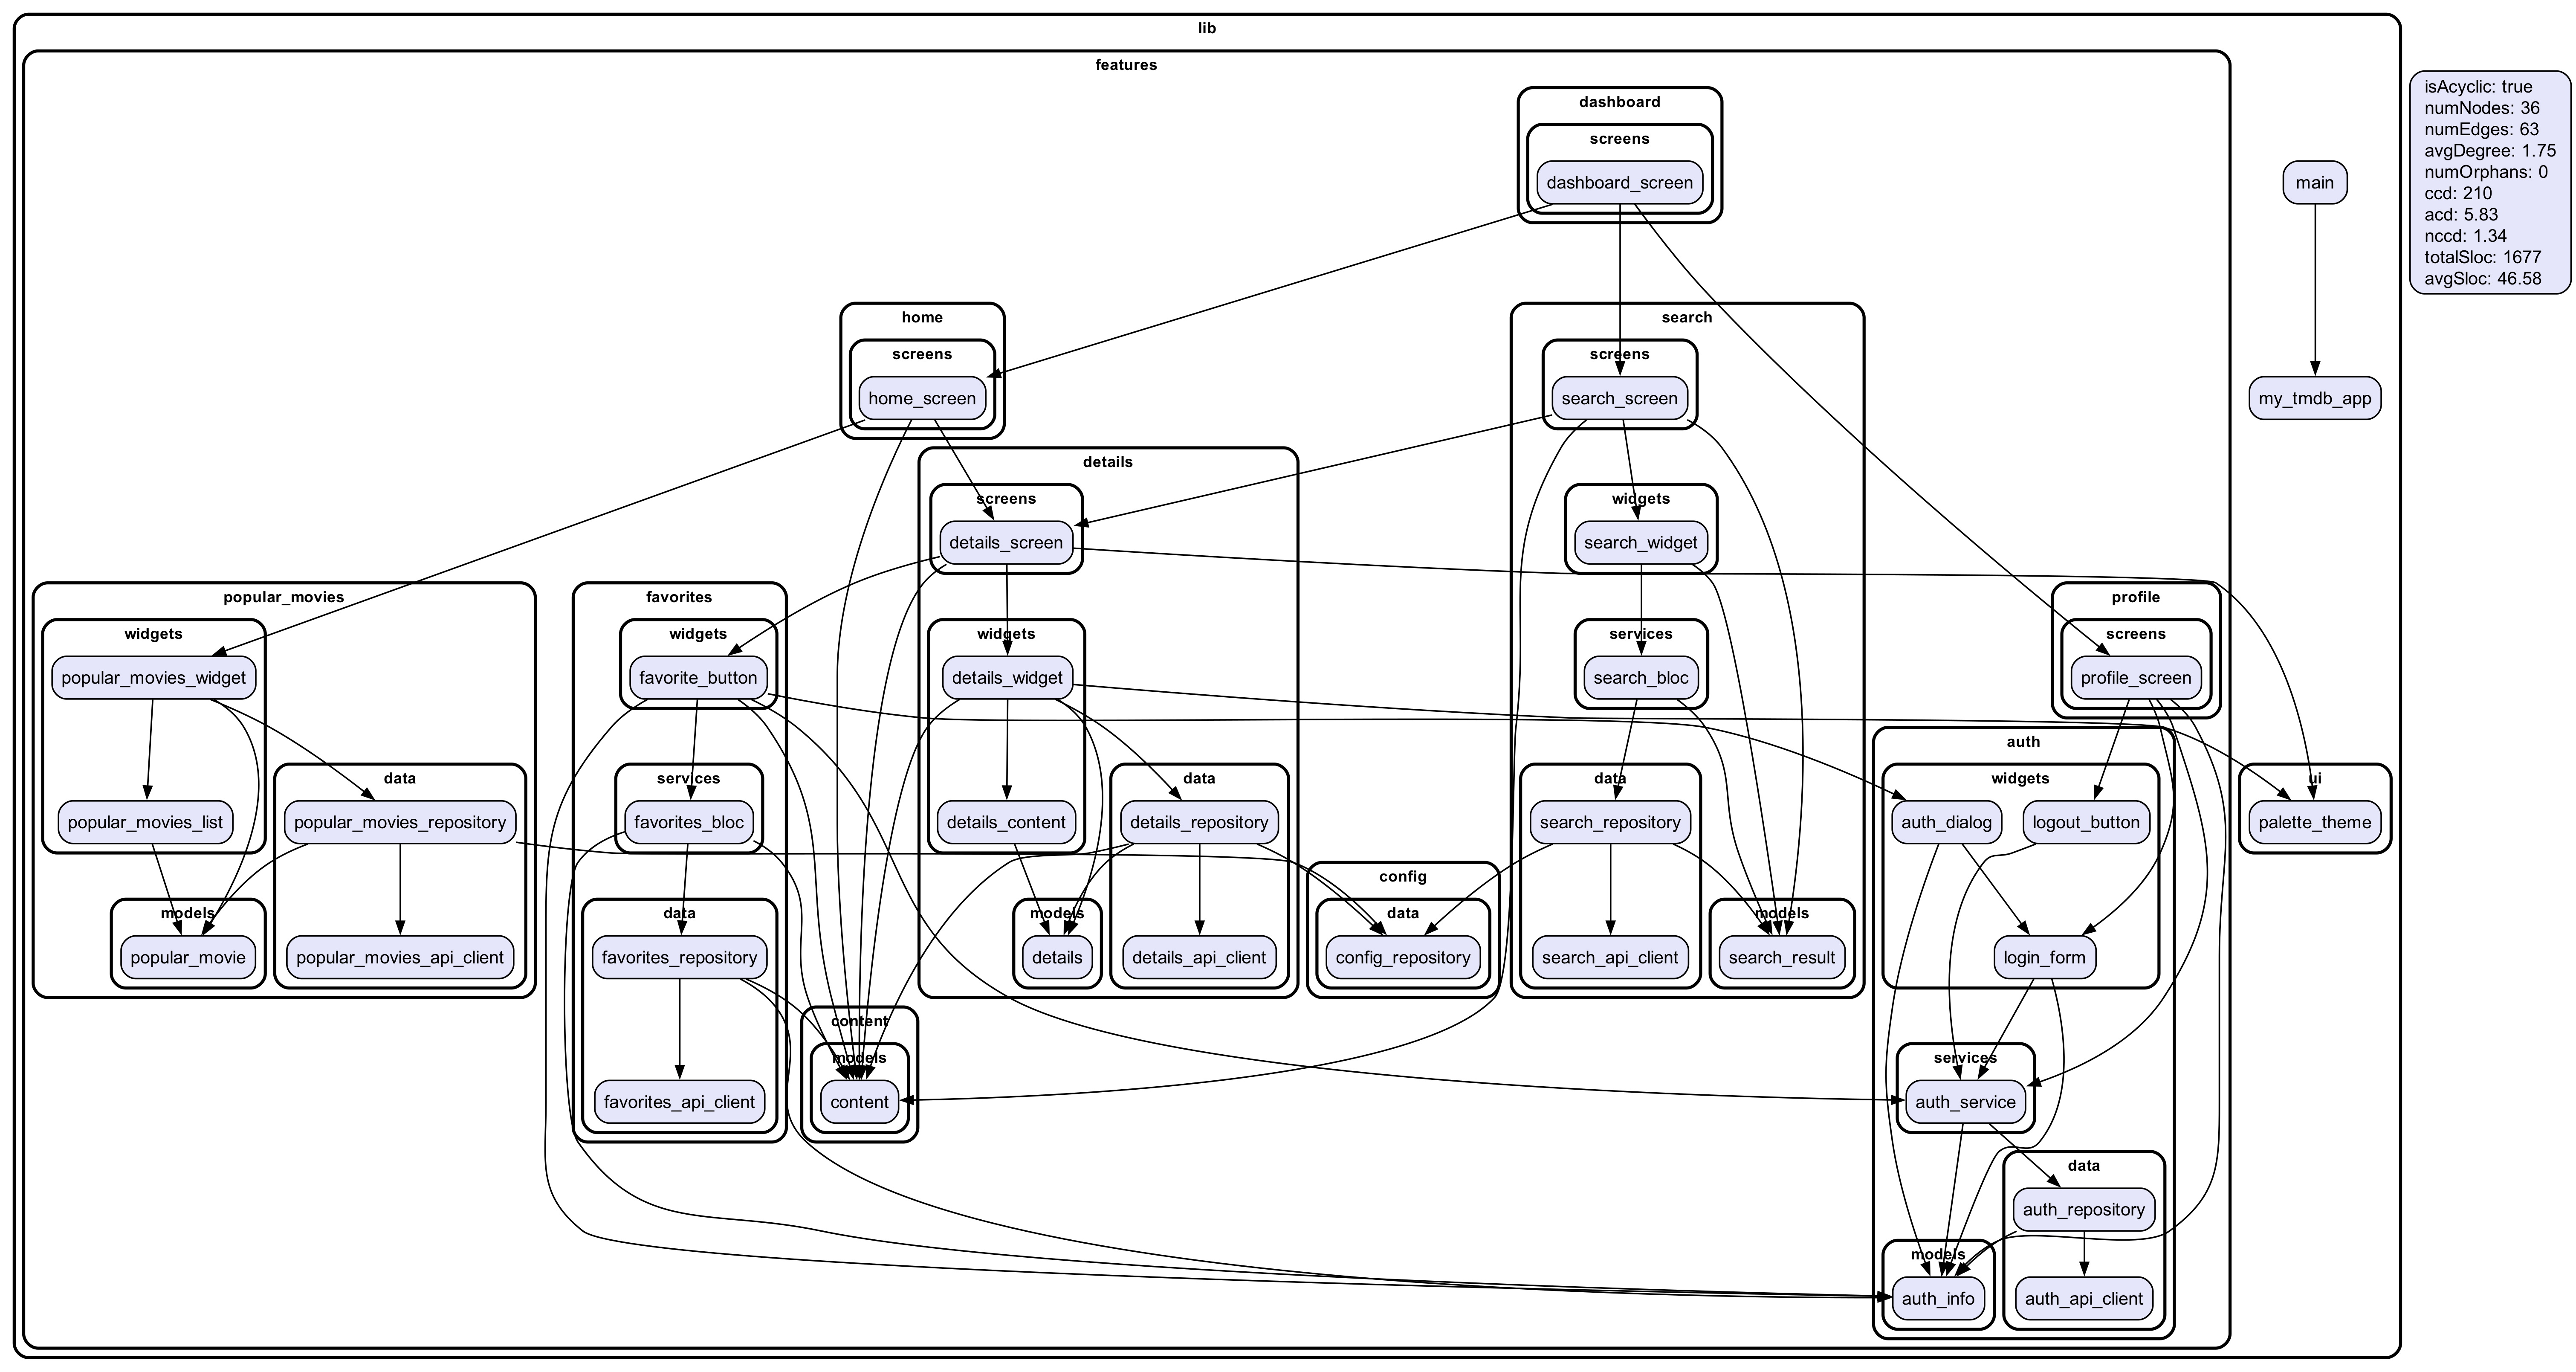 lib
features
dashboard
screens
dashboard_screen
main
isAcyclic: true
numNodes: 36
numEdges: 63
avgDegree: 1.75
numOrphans: 0
ccd: 210
acd: 5.83
nccd: 1.34
totalSloc: 1677
avgSloc: 46.58
home
screens
home_screen
search
screens
search_screen
my_tmdb_app
details
screens
details_screen
widgets
search_widget
popular_movies
widgets
popular_movies_widget
favorites
widgets
favorite_button
widgets
details_widget
services
search_bloc
profile
screens
profile_screen
popular_movies_list
data
popular_movies_repository
services
favorites_bloc
details_content
data
details_repository
data
search_repository
auth
widgets
auth_dialog
logout_button
ui
palette_theme
models
popular_movie
popular_movies_api_client
data
favorites_repository
models
details
details_api_client
config
data
config_repository
search_api_client
models
search_result
login_form
favorites_api_client
content
models
content
services
auth_service
data
auth_repository
models
auth_info
auth_api_client